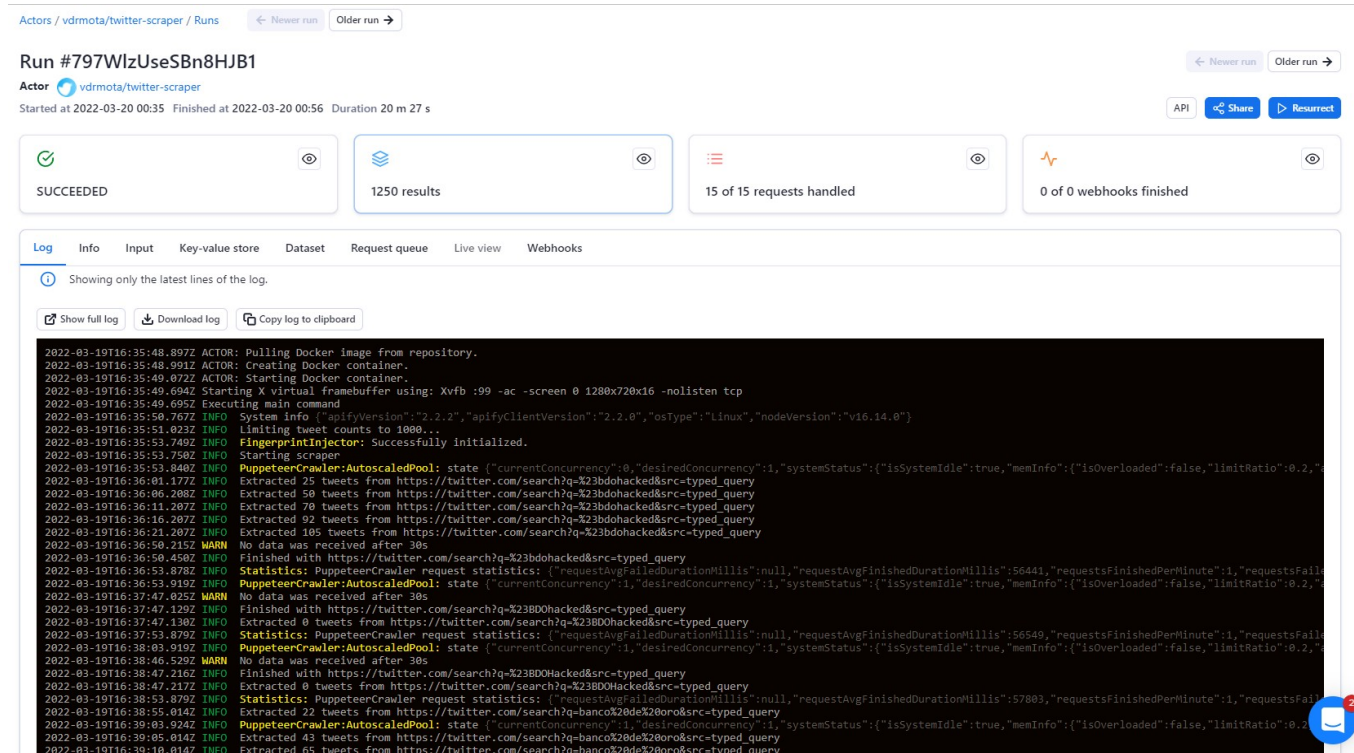 Actors / vdrmota/twitter-scraper / Runs ← Newer run Older run →
Run #797WlzUseSBn8HJB1
← Newer run Older run →
Actor vdrmota/twitter-scraper
Started at 2022-03-20 00:35 Finished at 2022-03-20 00:56 Duration 20 m 27 s
API Share Resurrect
SUCCEEDED
1250 results
15 of 15 requests handled
0 of 0 webhooks finished
Log Info Input Key-value store Dataset Request queue Live view Webhooks
Showing only the latest lines of the log.
Show full log Download log Copy log to clipboard
2022-03-19T16:35:48.897Z ACTOR: Pulling Docker image from repository.
2022-03-19T16:35:48.991Z ACTOR: Creating Docker container.
2022-03-19T16:35:49.072Z ACTOR: Starting Docker container.
2022-03-19T16:35:49.694Z Starting X virtual framebuffer using: Xvfb :99 -ac -screen 0 1280x720x16 -nolisten tcp
2022-03-19T16:35:49.695Z Executing main command
2022-03-19T16:35:50.767Z INFO System info {"apifyVersion":"2.2.2","apifyClientVersion":"2.2.0","osType":"Linux","nodeVersion":"v16.14.0"}
2022-03-19T16:35:51.023Z INFO Limiting tweet counts to 1000...
2022-03-19T16:35:53.749Z INFO FingerprintInjector: Successfully initialized.
2022-03-19T16:35:53.750Z INFO Starting scraper
2022-03-19T16:35:53.840Z INFO PuppeteerCrawler:AutoscaledPool: state {"currentConcurrency":0,"desiredConcurrency":1,"systemStatus":{"isSystemIdle":true,"memInfo":{"isOverloaded":false,"limitRatio":0.2,"a
2022-03-19T16:36:01.177Z INFO Extracted 25 tweets from https://twitter.com/search?q=%23bdohacked&src=typed_query
2022-03-19T16:36:06.208Z INFO Extracted 50 tweets from https://twitter.com/search?q=%23bdohacked&src=typed_query
2022-03-19T16:36:11.207Z INFO Extracted 70 tweets from https://twitter.com/search?q=%23bdohacked&src=typed_query
2022-03-19T16:36:16.207Z INFO Extracted 92 tweets from https://twitter.com/search?q=%23bdohacked&src=typed_query
2022-03-19T16:36:21.207Z INFO Extracted 105 tweets from https://twitter.com/search?q=%23bdohacked&src=typed_query
2022-03-19T16:36:50.215Z WARN No data was received after 30s
2022-03-19T16:36:50.450Z INFO Finished with https://twitter.com/search?q=%23bdohacked&src=typed_query
2022-03-19T16:36:53.878Z INFO Statistics: PuppeteerCrawler request statistics: {"requestAvgFailedDurationMillis":null,"requestAvgFinishedDurationMillis":56441,"requestsFinishedPerMinute":1,"requestsFaile
2022-03-19T16:36:53.919Z INFO PuppeteerCrawler:AutoscaledPool: state {"currentConcurrency":1,"desiredConcurrency":1,"systemStatus":{"isSystemIdle":true,"memInfo":{"isOverloaded":false,"limitRatio":0.2,"a
2022-03-19T16:37:47.025Z WARN No data was received after 30s
2022-03-19T16:37:47.129Z INFO Finished with https://twitter.com/search?q=%23BDOhacked&src=typed_query
2022-03-19T16:37:47.130Z INFO Extracted 0 tweets from https://twitter.com/search?q=%23BDOhacked&src=typed_query
2022-03-19T16:37:53.879Z INFO Statistics: PuppeteerCrawler request statistics: {"requestAvgFailedDurationMillis":null,"requestAvgFinishedDurationMillis":56549,"requestsFinishedPerMinute":1,"requestsFaile
2022-03-19T16:38:03.919Z INFO PuppeteerCrawler:AutoscaledPool: state {"currentConcurrency":1,"desiredConcurrency":1,"systemStatus":{"isSystemIdle":true,"memInfo":{"isOverloaded":false,"limitRatio":0.2,"a
2022-03-19T16:38:46.529Z WARN No data was received after 30s
2022-03-19T16:38:47.216Z INFO Finished with https://twitter.com/search?q=%23BDOHacked&src=typed_query
2022-03-19T16:38:47.217Z INFO Extracted 0 tweets from https://twitter.com/search?q=%23BDOHacked&src=typed_query
2022-03-19T16:38:53.879Z INFO Statistics: PuppeteerCrawler request statistics: {"requestAvgFailedDurationMillis":null,"requestAvgFinishedDurationMillis":57803,"requestsFinishedPerMinute":1,"requestsFail
2022-03-19T16:38:55.014Z INFO Extracted 22 tweets from https://twitter.com/search?q=banco%20de%20oro&src=typed_query
2022-03-19T16:39:03.924Z INFO PuppeteerCrawler:AutoscaledPool: state {"currentConcurrency":1,"desiredConcurrency":1,"systemStatus":{"isSystemIdle":true,"memInfo":{"isOverloaded":false,"limitRatio":0.2
2022-03-19T16:39:05.014Z INFO Extracted 43 tweets from https://twitter.com/search?q=banco%20de%20oro&src=typed_query
2022-03-19T16:39:10.014Z INFO Extracted 65 tweets from https://twitter.com/search?q=banco%20de%20oro&src=typed_query
2